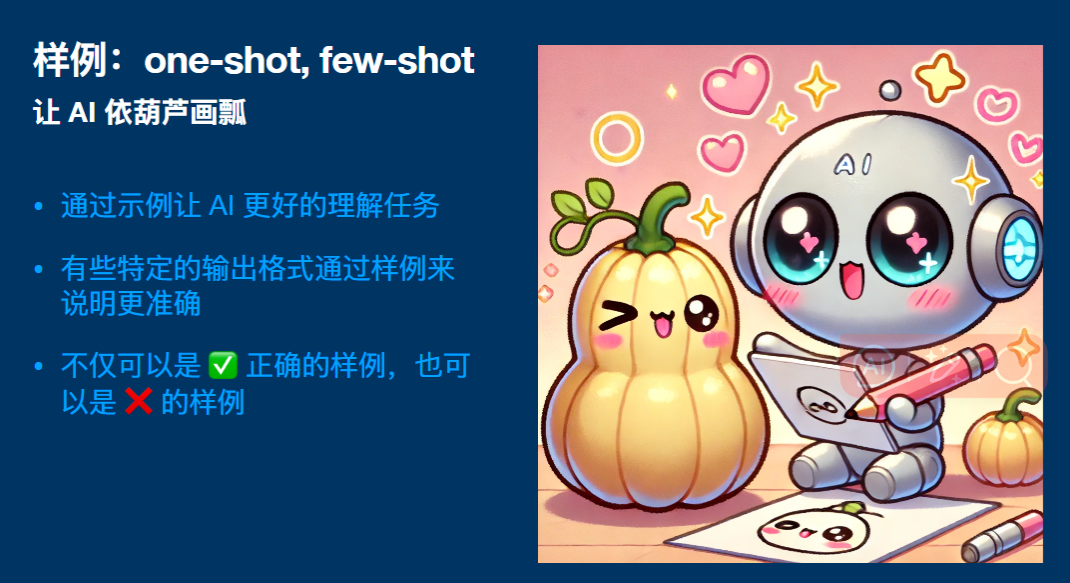 样例：one-shot, few-shot
让 AI 依葫芦画瓢
• 通过示例让 AI 更好的理解任务
• 有些特定的输出格式通过样例来
说明更准确
• 不仅可以是 ✅ 正确的样例，也可
以是 ❌ 的样例
AI
AI